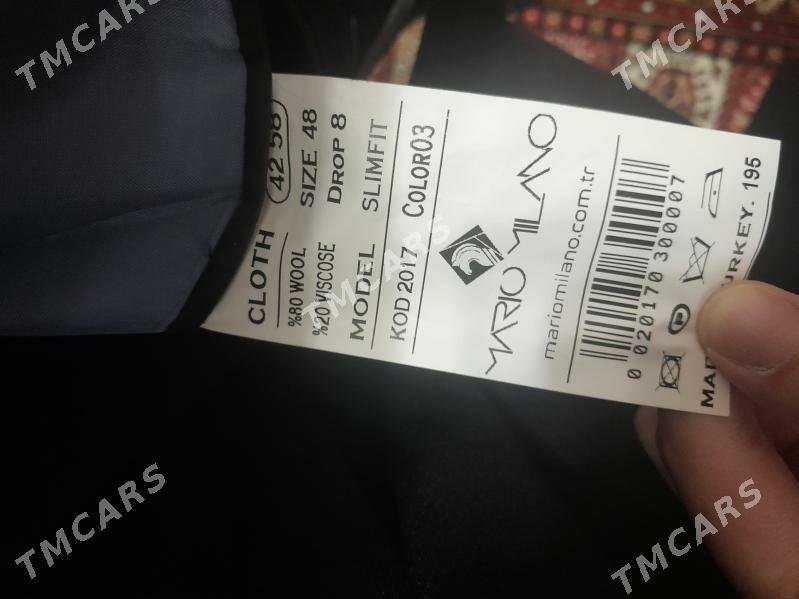 CLOTH 42 58
%80 WOOL SIZE 48
%20 VISCOSE DROP 8
MODEL SLIMFIT
KOD 2017 COLOR03
MARIO MILANO
mariomilano.com.tr
0 020170 300007
P
URKEY. 195
TMCARS
TMCARS
TMCARS
TMCARS
TMCARS